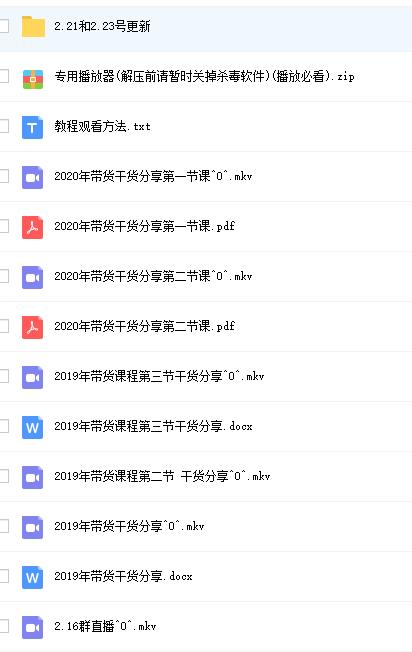 2.21和2.23号更新
专用播放器(解压前请暂时关掉杀毒软件)(播放必看).zip
教程观看方法.txt
2020年带货干货分享第一节课^O^.mkv
2020年带货干货分享第一节课.pdf
2020年带货干货分享第二节课^O^.mkv
2020年带货干货分享第二节课.pdf
2019年带货课程第三节干货分享^O^.mkv
2019年带货课程第三节干货分享.docx
2019年带货课程第二节 干货分享^O^.mkv
2019年带货干货分享^O^.mkv
2019年带货干货分享.docx
2.16群直播^O^.mkv